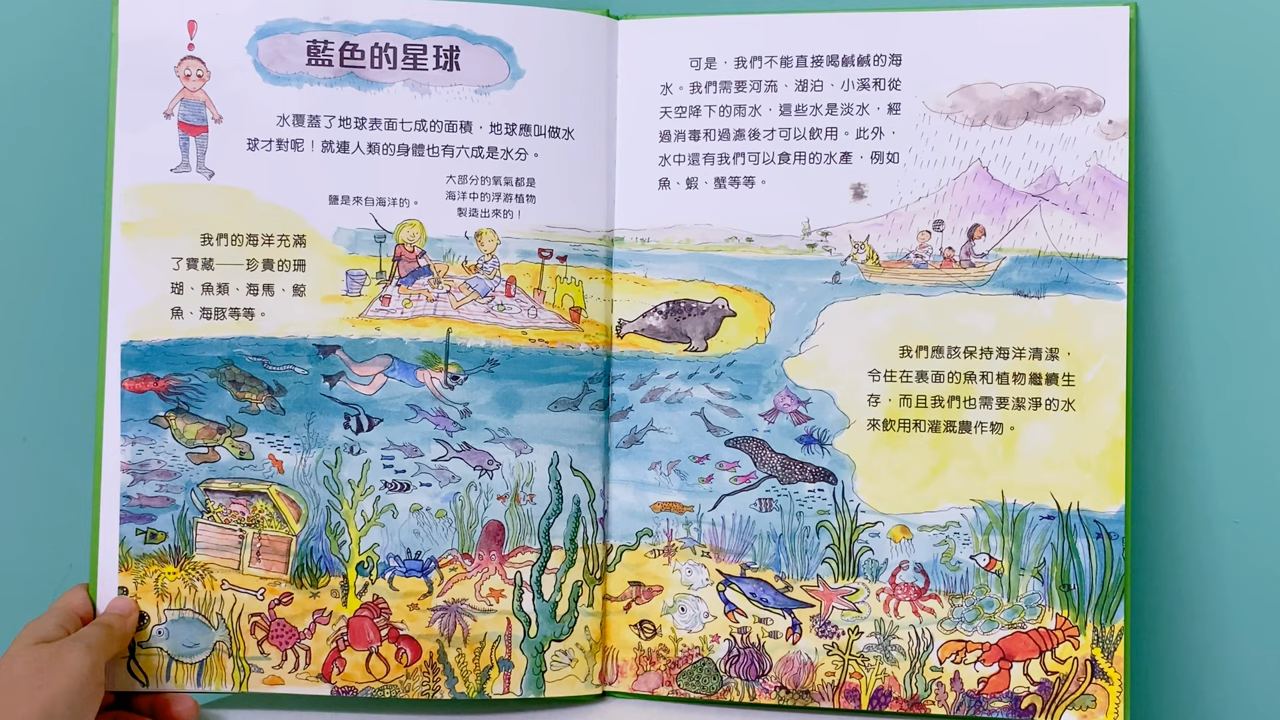 !
藍色的星球
水覆蓋了地球表面七成的面積，地球應叫做水
球才對呢！就連人類的身體也有六成是水分。
鹽是來自海洋的。
大部分的氧氣都是
海洋中的浮游植物
製造出來的！
我們的海洋充滿
了寶藏——珍貴的珊
瑚、魚類、海馬、鯨
魚、海豚等等。
可是，我們不能直接喝鹹鹹的海
水。我們需要河流、湖泊、小溪和從
天空降下的雨水，這些水是淡水，經
過消毒和過濾後才可以飲用。此外，
水中還有我們可以食用的水產，例如
魚、蝦、蟹等等。
我們應該保持海洋清潔，
令住在裏面的魚和植物繼續生
存，而且我們也需要潔淨的水
來飲用和灌溉農作物。